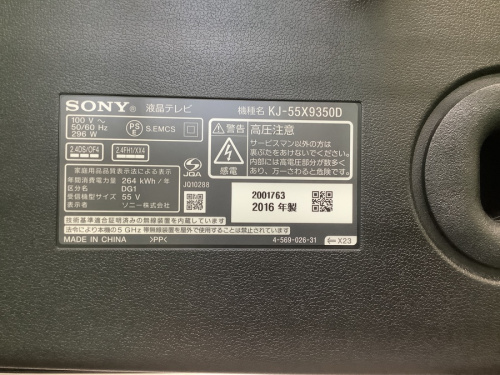 SONY 液晶テレビ 機種名 KJ-55X9350D
100 V~
50/60 Hz
296 W
PS
E
S.EMCS
2.4DS/OF4 2.4FH1/XX4
家庭用品品質表示法による表示
年間消費電力量 264 kWh/年
区分名 DG1
受信機型サイズ 55 V
ソニー株式会社
JQA
JQ10288
警告 高圧注意
サービスマン以外の方は
裏ぶたをあけないでください。
内部には高電圧部分が数多く
あり、万一さわると危険です。
感電
2001763
2016 年製
技術基準適合証明済みの無線装置を内蔵しています
法令により本機の5 GHz 帯無線装置を屋外で使用することは禁止されています。
MADE IN CHINA >PP< 4-569-026-31 X23